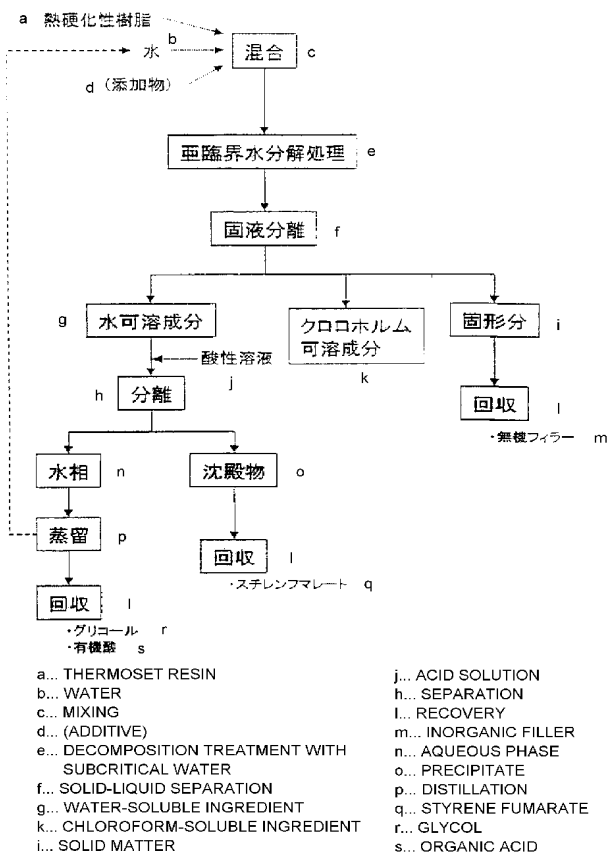 a 熱硬化性樹脂
水 b
混合 c
d (添加物)
亜臨界水分解処理 e
固液分離 f
g 水可溶成分
クロロホルム
可溶成分
k
固形分 i
酸性溶液
j
h 分離
回収 l
・無機フィラー m
水相 n
沈殿物 o
蒸留 p
回収 l
・スチレンフマレート q
回収 l
・グリコール r
・有機酸 s
a... THERMOSET RESIN
b... WATER
c... MIXING
d... (ADDITIVE)
e... DECOMPOSITION TREATMENT WITH
SUBCRITICAL WATER
f... SOLID-LIQUID SEPARATION
g... WATER-SOLUBLE INGREDIENT
k... CHLOROFORM-SOLUBLE INGREDIENT
i... SOLID MATTER
j... ACID SOLUTION
h... SEPARATION
l... RECOVERY
m... INORGANIC FILLER
n... AQUEOUS PHASE
o... PRECIPITATE
p... DISTILLATION
q... STYRENE FUMARATE
r... GLYCOL
s... ORGANIC ACID